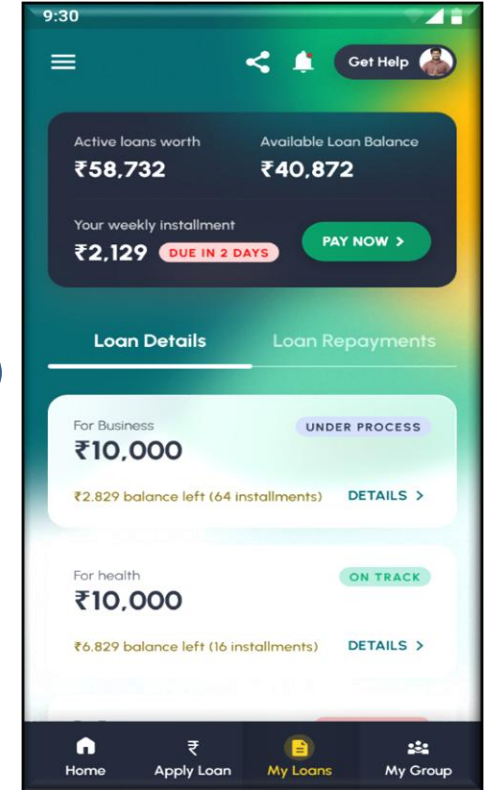 9:30
Get Help
Active loans worth
Available Loan Balance
₹58,732
₹40,872
Your weekly installment
₹2,129 DUE IN 2 DAYS
PAY NOW >
Loan Details
Loan Repayments
For Business
UNDER PROCESS
₹10,000
₹2.829 balance left (64 installments)
DETAILS >
For health
ON TRACK
₹10,000
₹6.829 balance left (16 installments)
DETAILS >
₹
Home
Apply Loan
My Loans
My Group